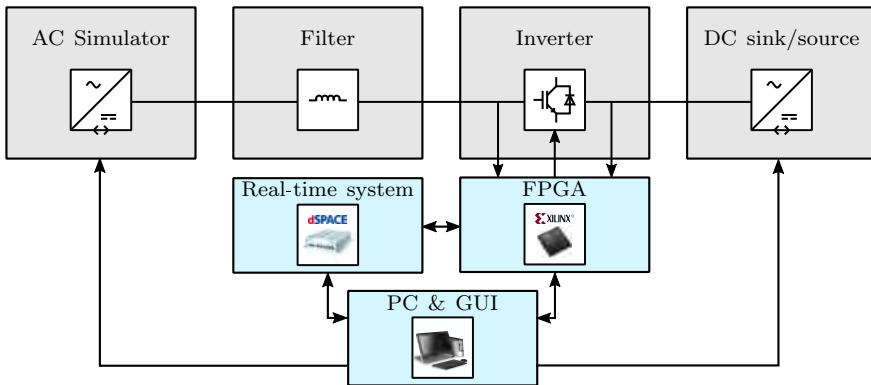 AC Simulator
Filter
Inverter
DC sink/source
Real-time system
dSPACE
FPGA
XILINX®
PC & GUI